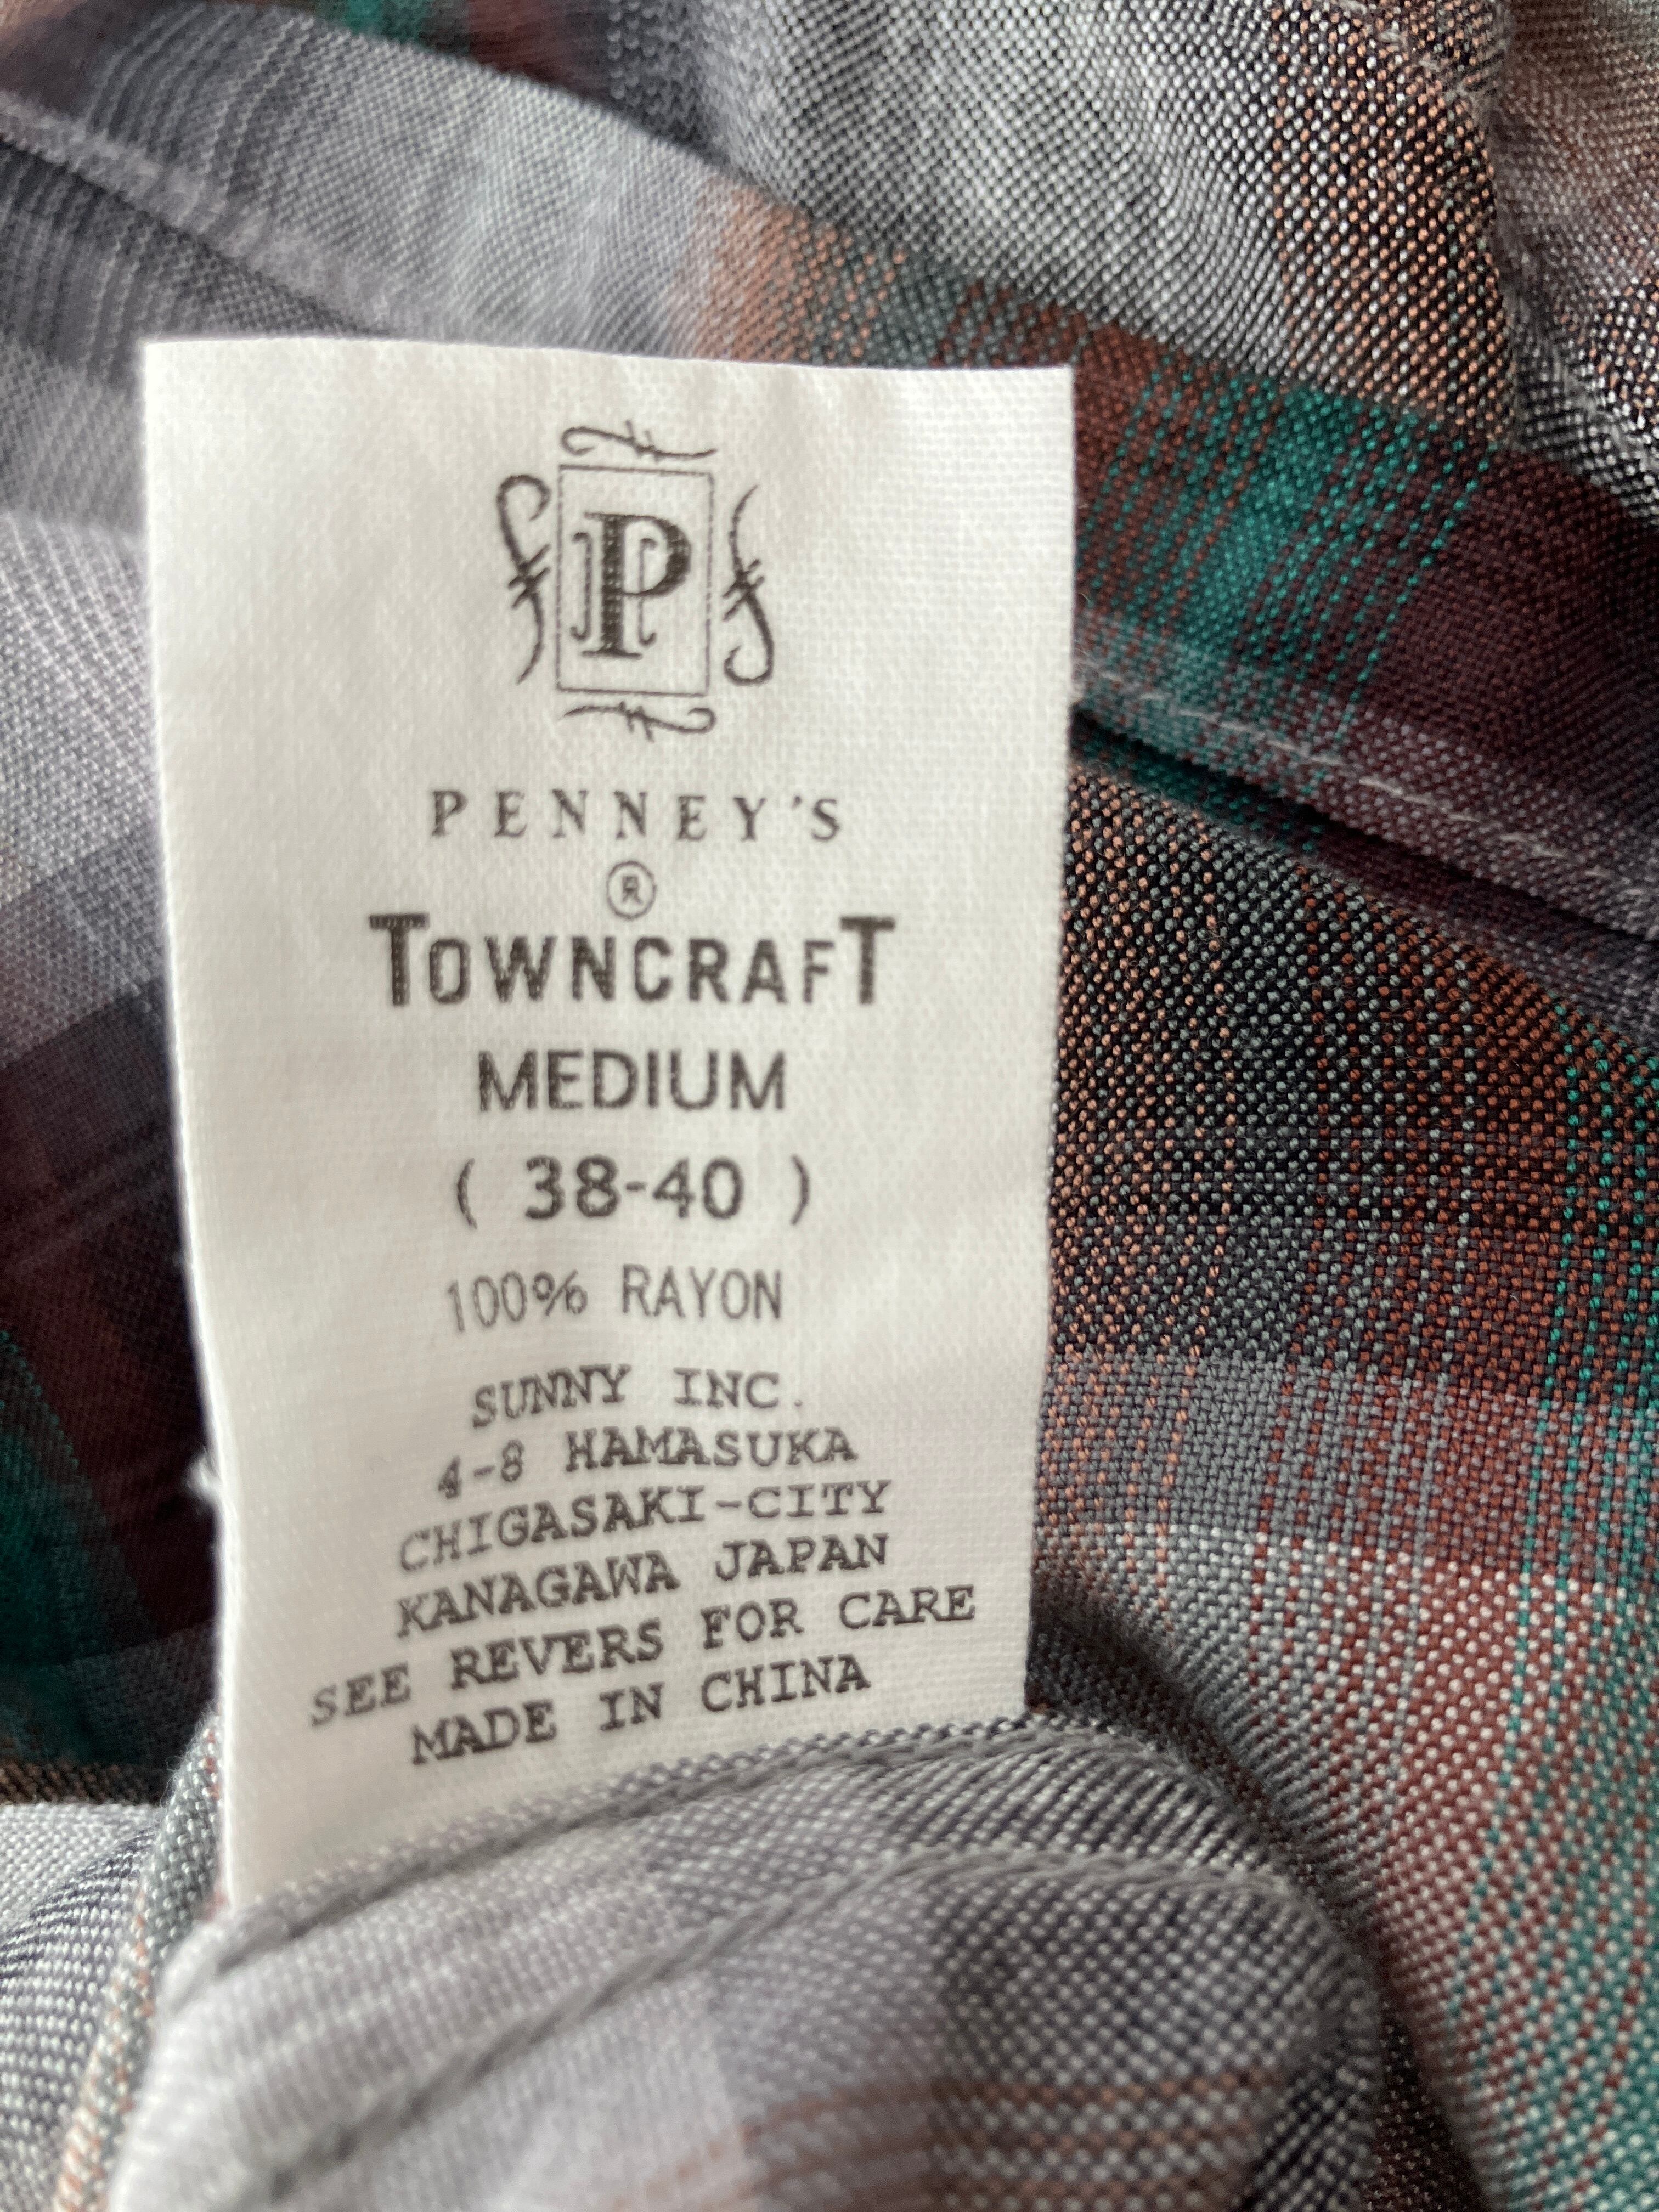 P
PENNEY'S
®
TOWNCRAFT
MEDIUM
( 38-40 )
100% RAYON
SUNNY INC.
4-8 HAMASUKA
CHIGASAKI-CITY
KANAGAWA JAPAN
SEE REVERS FOR CARE
MADE IN CHINA